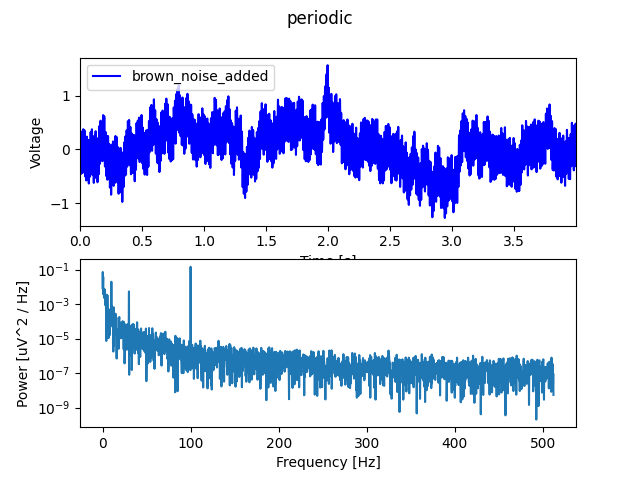 periodic
brown_noise_added
Voltage
1
0
−1
0.0 0.5 1.0 1.5 2.0 2.5 3.0 3.5
Time [s]
Power [uV^2 / Hz]
10^−1
10^−3
10^−5
10^−7
10^−9
0 100 200 300 400 500
Frequency [Hz]